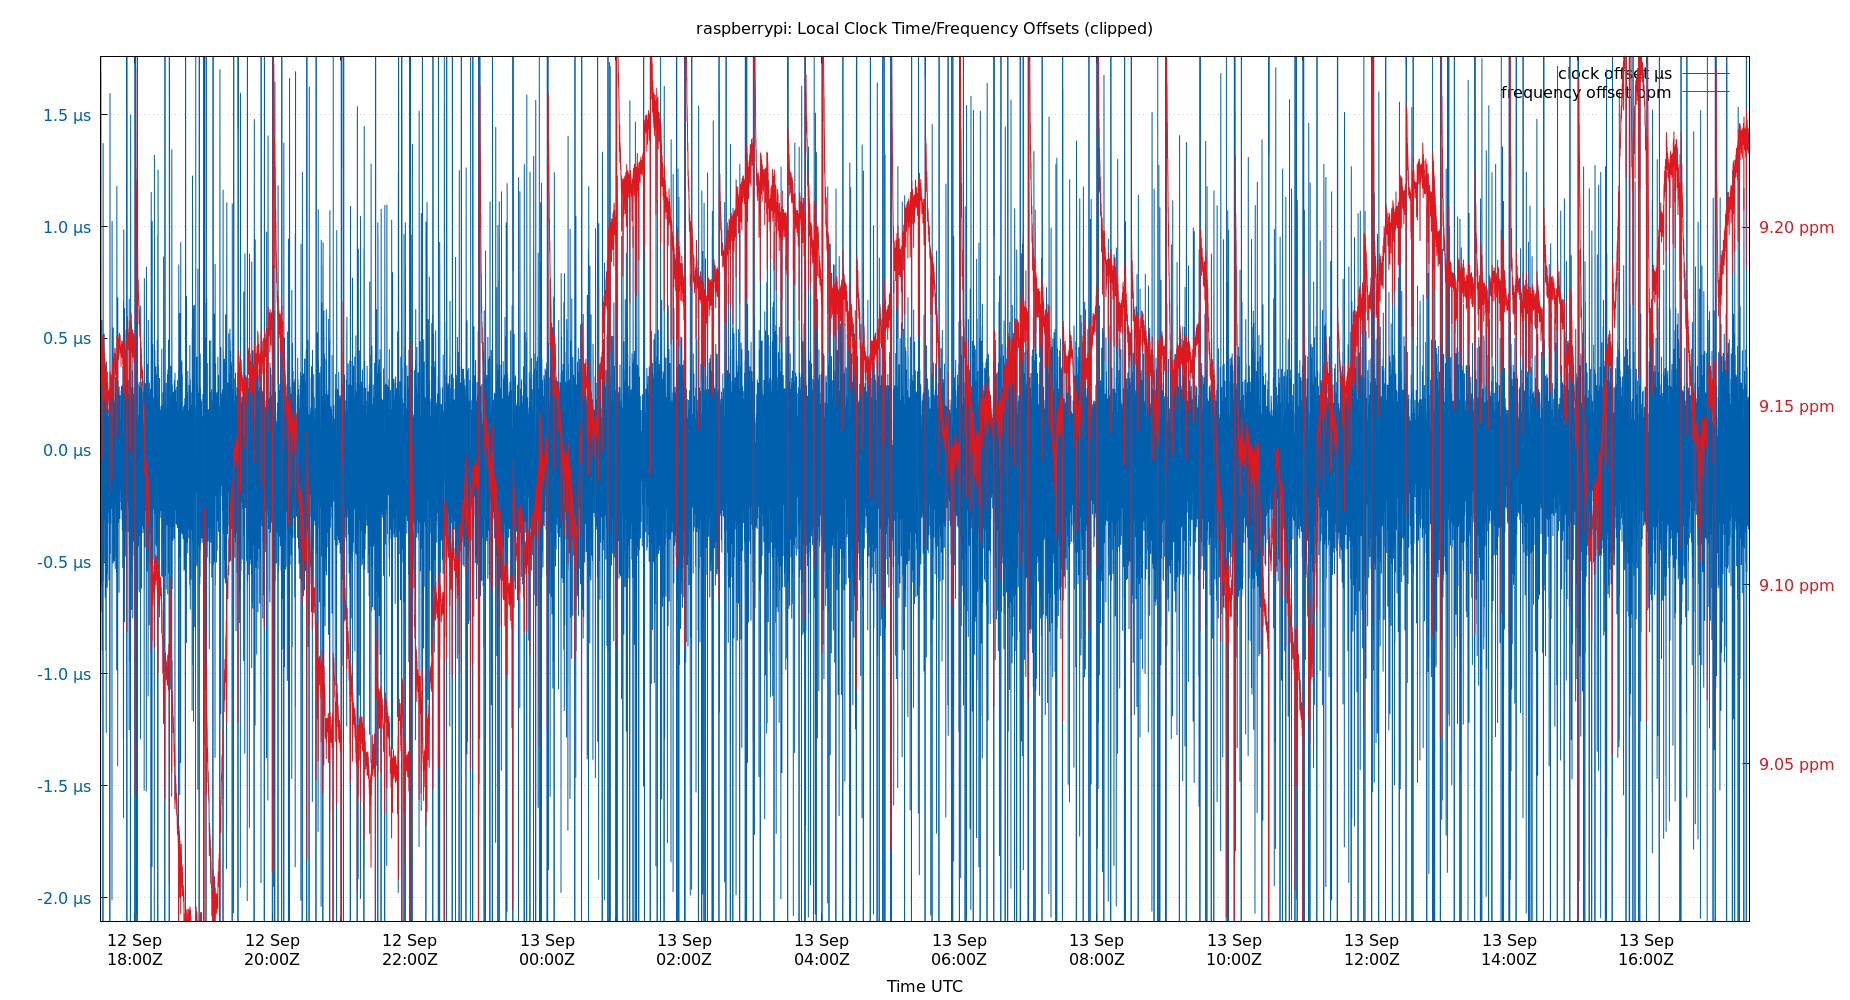 raspberrypi: Local Clock Time/Frequency Offsets (clipped)
clock offset µs
frequency offset ppm
1.5 µs
1.0 µs
0.5 µs
0.0 µs
-0.5 µs
-1.0 µs
-1.5 µs
-2.0 µs
9.20 ppm
9.15 ppm
9.10 ppm
9.05 ppm
12 Sep 12 Sep 12 Sep 13 Sep 13 Sep 13 Sep 13 Sep 13 Sep 13 Sep 13 Sep 13 Sep 13 Sep
18:00Z 20:00Z 22:00Z 00:00Z 02:00Z 04:00Z 06:00Z 08:00Z 10:00Z 12:00Z 14:00Z 16:00Z
Time UTC